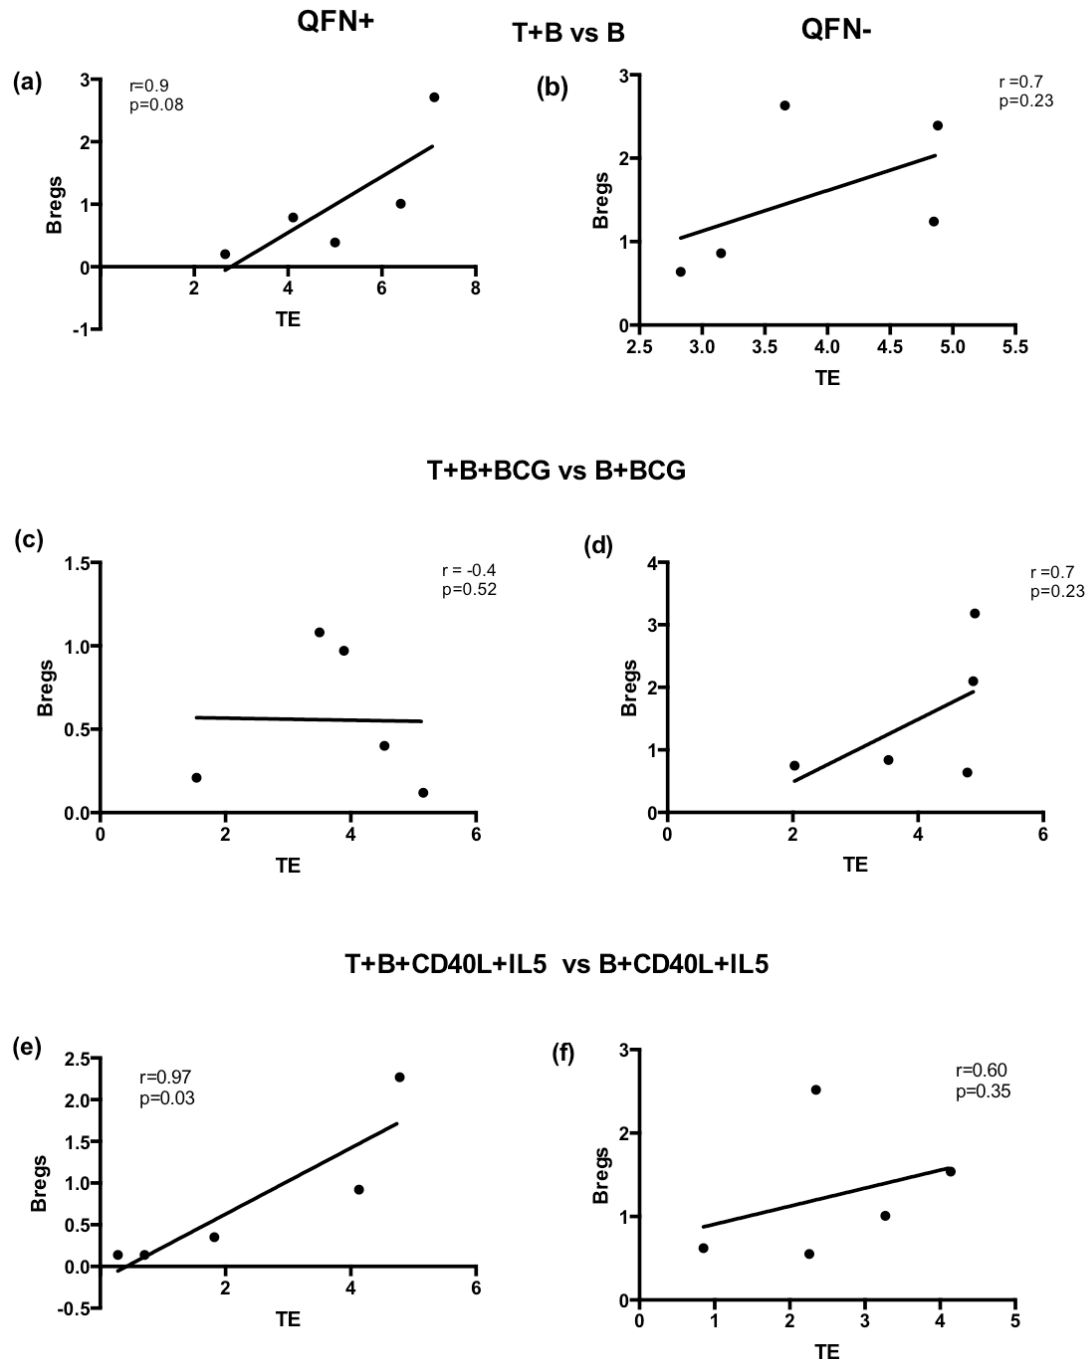 QFN+
T+B vs B
QFN-
(a)
r=0.9
p=0.08
3
2
1
0
-1
Bregs
2
4
6
8
TE
(b)
r =0.7
p=0.23
3
2
1
0
Bregs
2.5
3.0
3.5
4.0
4.5
5.0
5.5
TE
T+B+BCG vs B+BCG
(c)
r = -0.4
p=0.52
1.5
1.0
0.5
0.0
Bregs
0
2
4
6
TE
(d)
r =0.7
p=0.23
4
3
2
1
0
Bregs
0
2
4
6
TE
T+B+CD40L+IL5 vs B+CD40L+IL5
(e)
r=0.97
p=0.03
2.5
2.0
1.5
1.0
0.5
0.0
-0.5
Bregs
2
4
6
TE
(f)
r=0.60
p=0.35
3
2
1
0
Bregs
0
1
2
3
4
5
TE